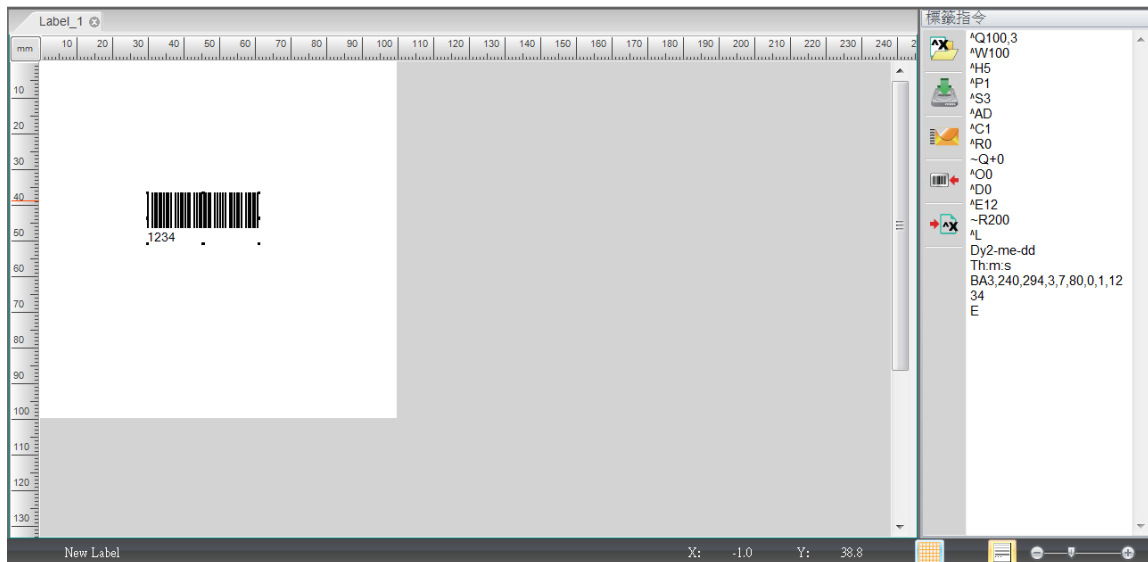 Label_1
標籤指令
mm 10 20 30 40 50 60 70 80 90 100 110 120 130 140 150 160 170 180 190 200 210 220 230 240 2
10
20
30
40
50
60
70
80
90
100
110
120
130
1234
^Q100,3
^W100
^H5
^P1
^S3
^AD
^C1
^R0
~Q+0
^O0
^D0
^E12
~R200
^L
Dy2-me-dd
Th:m:s
BA3,240,294,3,7,80,0,1,12
34
E
New Label X: -1.0 Y: 38.8